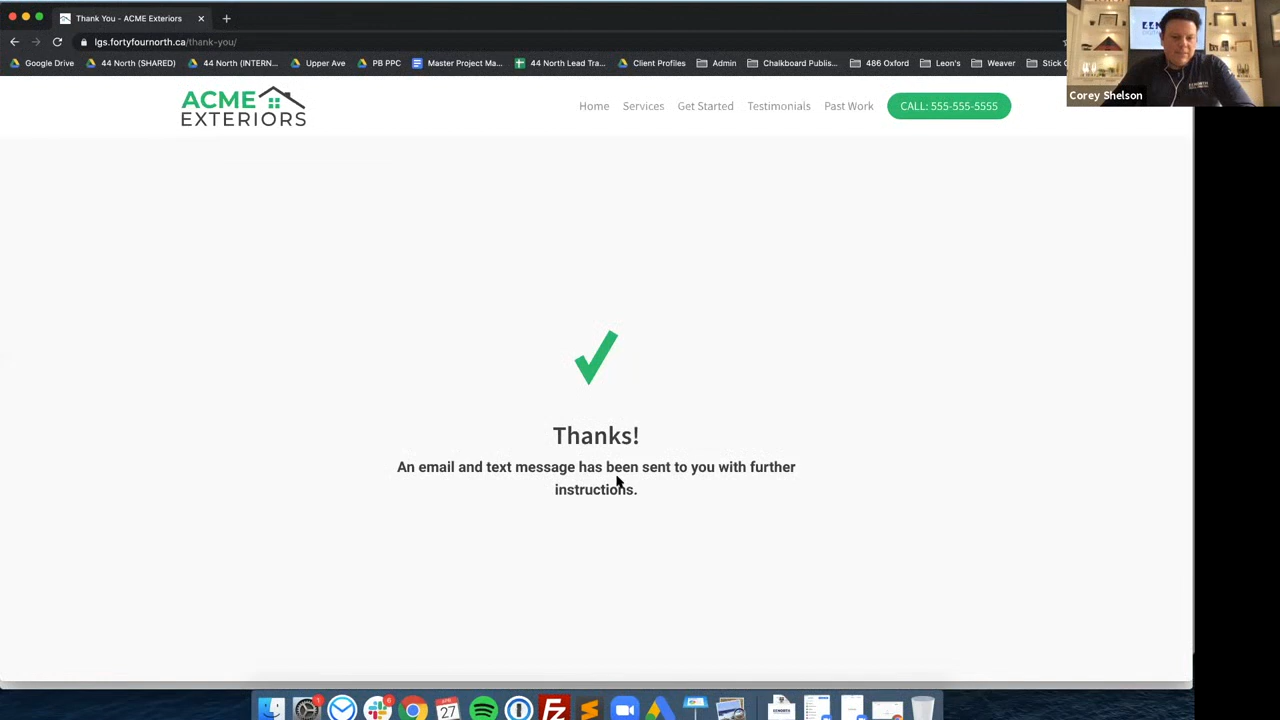 Thank You - ACME Exteriors
lgs.fortyfournorth.ca/thank-you/
Google Drive
44 North (SHARED)
44 North (INTERN...
Upper Ave
PB PPC
Master Project Ma...
44 North Lead Tra...
Client Profiles
Admin
Chalkboard Publis...
486 Oxford
Leon's
Weaver
Stick
Corey Shelson
ACME
EXTERIORS
Home
Services
Get Started
Testimonials
Past Work
CALL: 555-555-5555
Thanks!
An email and text message has been sent to you with further
instructions.
27
Fz